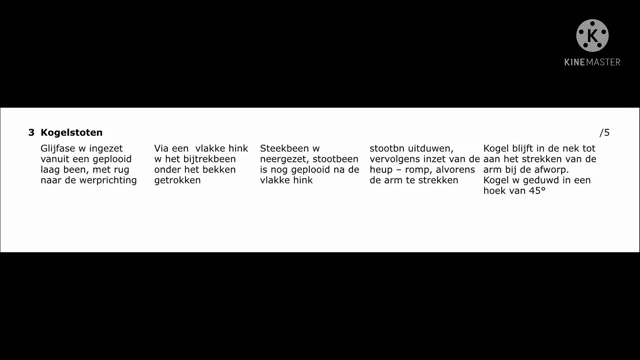 K
KINEMASTER
3 Kogelstoten /5
Glijfase w ingezet
vanuit een geplooid
laag been, met rug
naar de werprichting
Via een vlakke hink
w het bijtrekbeen
onder het bekken
getrokken
Steekbeen w
neergezet, stootbeen
is nog geplooid na de
vlakke hink
stootbn uitduwen,
vervolgens inzet van de
heup – romp, alvorens
de arm te strekken
Kogel blijft in de nek tot
aan het strekken van de
arm bij de afworp.
Kogel w geduwd in een
hoek van 45°